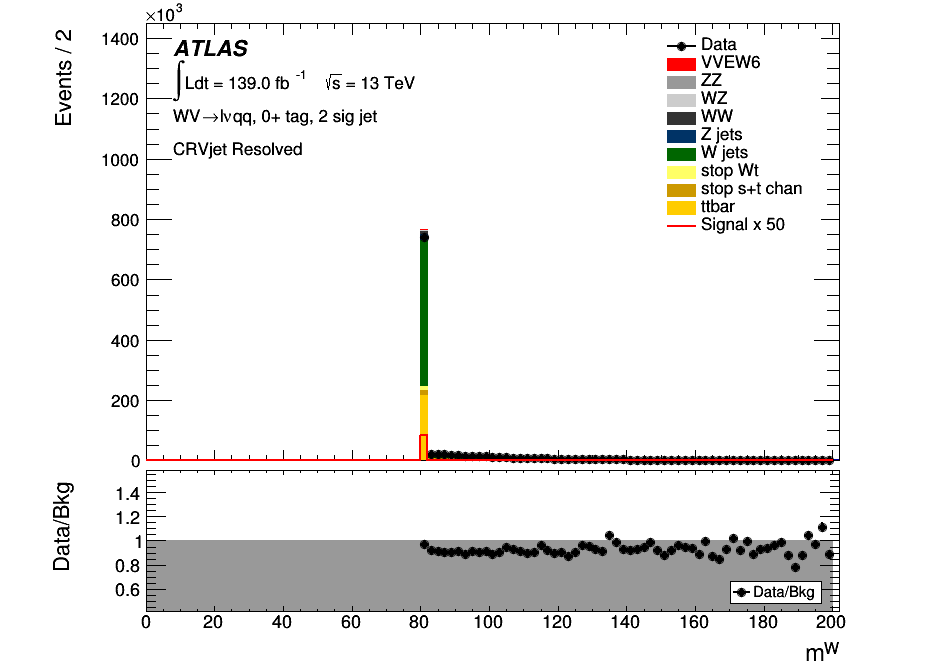 ×10³
Events / 2
1400
1200
1000
800
600
400
200
0
ATLAS
∫Ldt = 139.0 fb⁻¹ √s = 13 TeV
WV→lνqq, 0+ tag, 2 sig jet
CRVjet Resolved
Data
VVEW6
ZZ
WZ
WW
Z jets
W jets
stop Wt
stop s+t chan
ttbar
Signal x 50
Data/Bkg
1.4
1.2
1
0.8
0.6
Data/Bkg
0 20 40 60 80 100 120 140 160 180 200
mᵂ